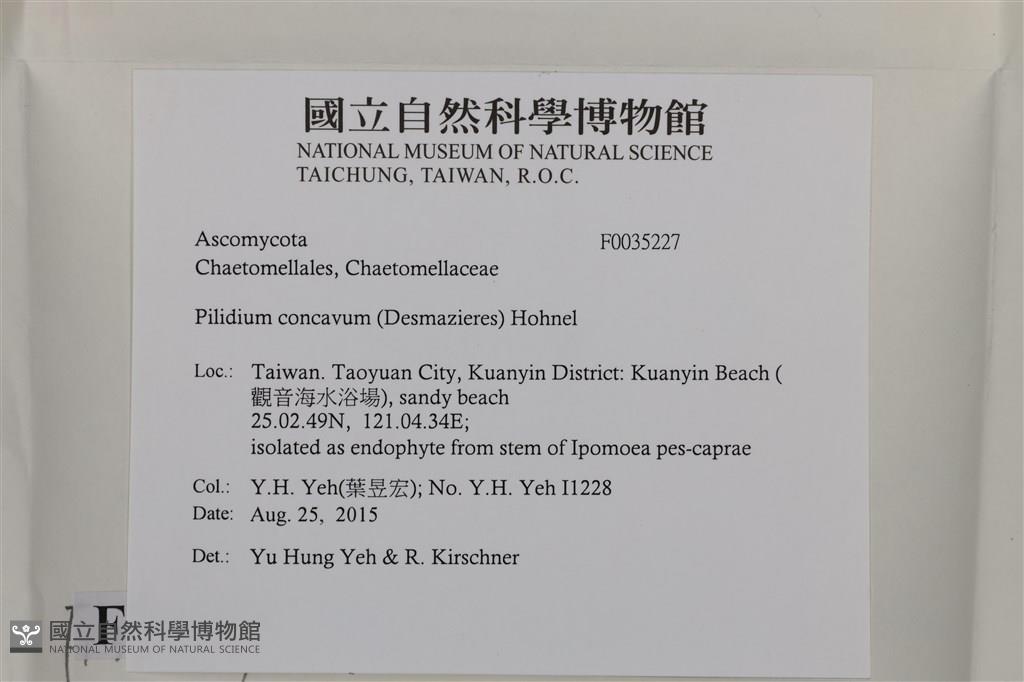 國立自然科學博物館
NATIONAL MUSEUM OF NATURAL SCIENCE
TAICHUNG, TAIWAN, R.O.C.
Ascomycota F0035227
Chaetomellales, Chaetomellaceae
Pilidium concavum (Desmazieres) Hohnel
Loc.: Taiwan. Taoyuan City, Kuanyin District: Kuanyin Beach (
觀音海水浴場), sandy beach
25.02.49N, 121.04.34E;
isolated as endophyte from stem of Ipomoea pes-caprae
Col.: Y.H. Yeh(葉昱宏); No. Y.H. Yeh I1228
Date: Aug. 25, 2015
Det.: Yu Hung Yeh & R. Kirschner
F
國立自然科學博物館
NATIONAL MUSEUM OF NATURAL SCIENCE